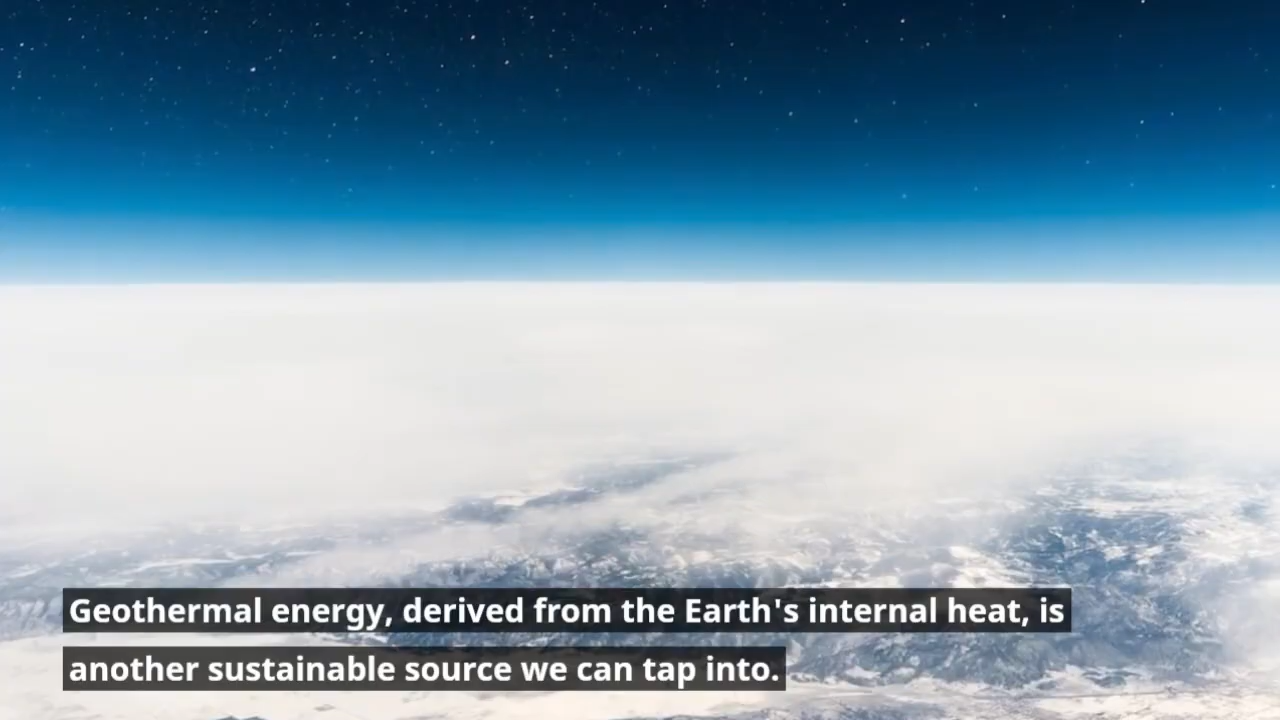 Geothermal energy, derived from the Earth's internal heat, is
another sustainable source we can tap into.